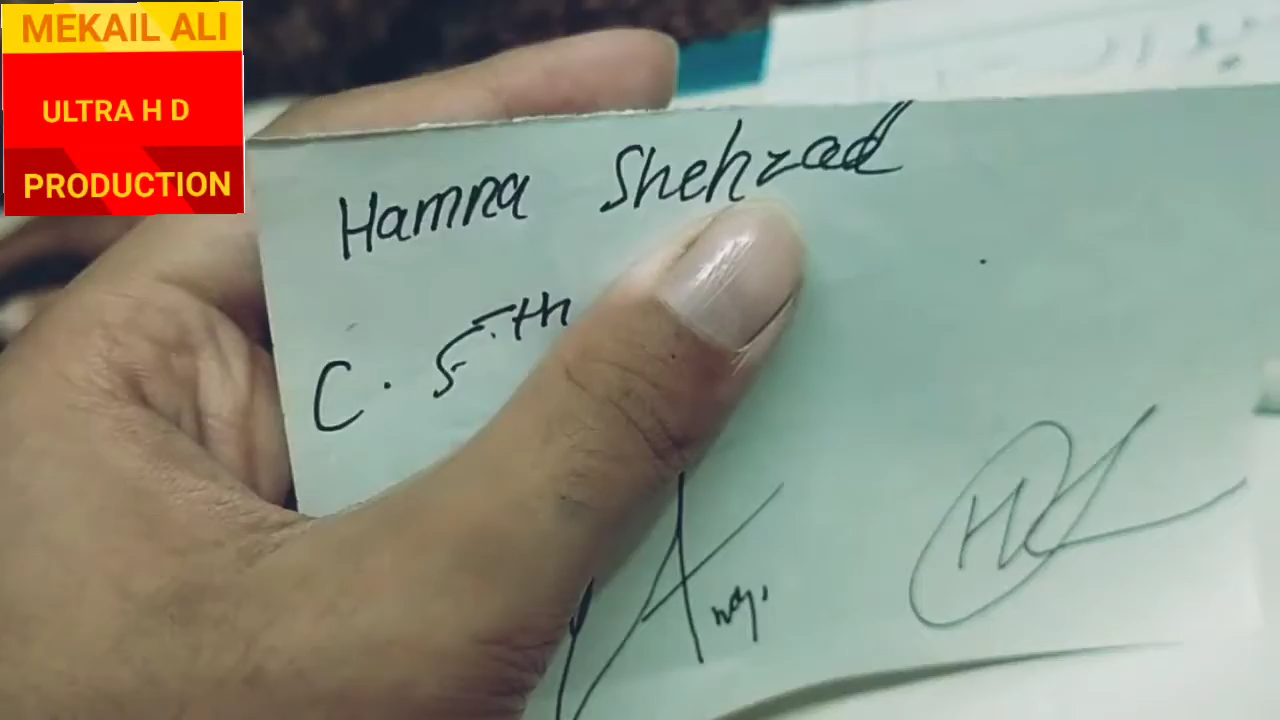 MEKAIL ALI
ULTRA H D
PRODUCTION
Hamna Shehzad
C. 5th